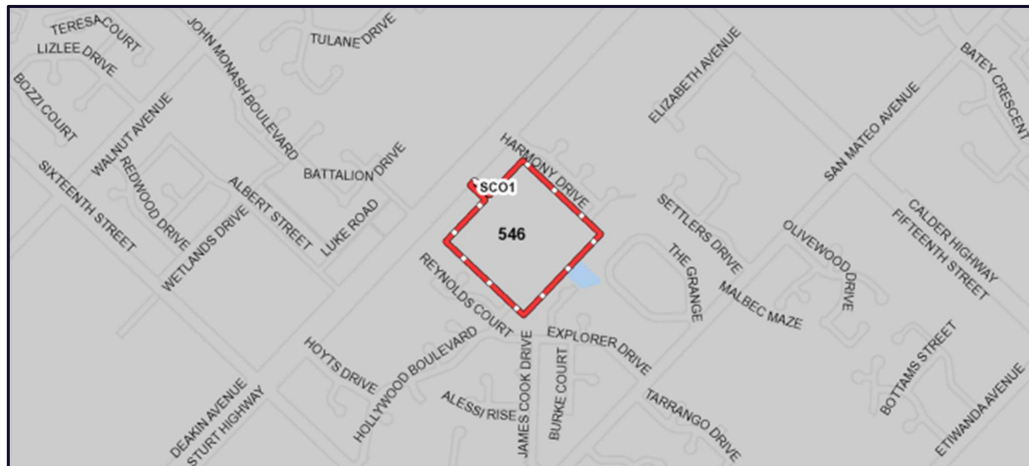 TERESA COURT
LIZLEE DRIVE
BOZZI COURT
WALNUT AVENUE
JOHN MONASH BOULEVARD
TULANE DRIVE
ELIZABETH AVENUE
BATEY CRESCENT
SAN MATEO AVENUE
HARMONY DRIVE
SIXTEENTH STREET
REDWOOD DRIVE
ALBERT STREET
BATTALION DRIVE
SCO1
WETLANDS DRIVE
LUKE ROAD
546
SETTLERS DRIVE
CALDER HIGHWAY
FIFTEENTH STREET
OLIVEWOOD DRIVE
THE GRANGE
MALBEC MAZE
REYNOLDS COURT
HOYTS DRIVE
HOLLYWOOD BOULEVARD
EXPLORER DRIVE
JAMES COOK DRIVE
BURKE COURT
ALESSI RISE
TARRANGO DRIVE
BOTTAMS STREET
ETIWANDA AVENUE
DEAKIN AVENUE
STURT HIGHWAY